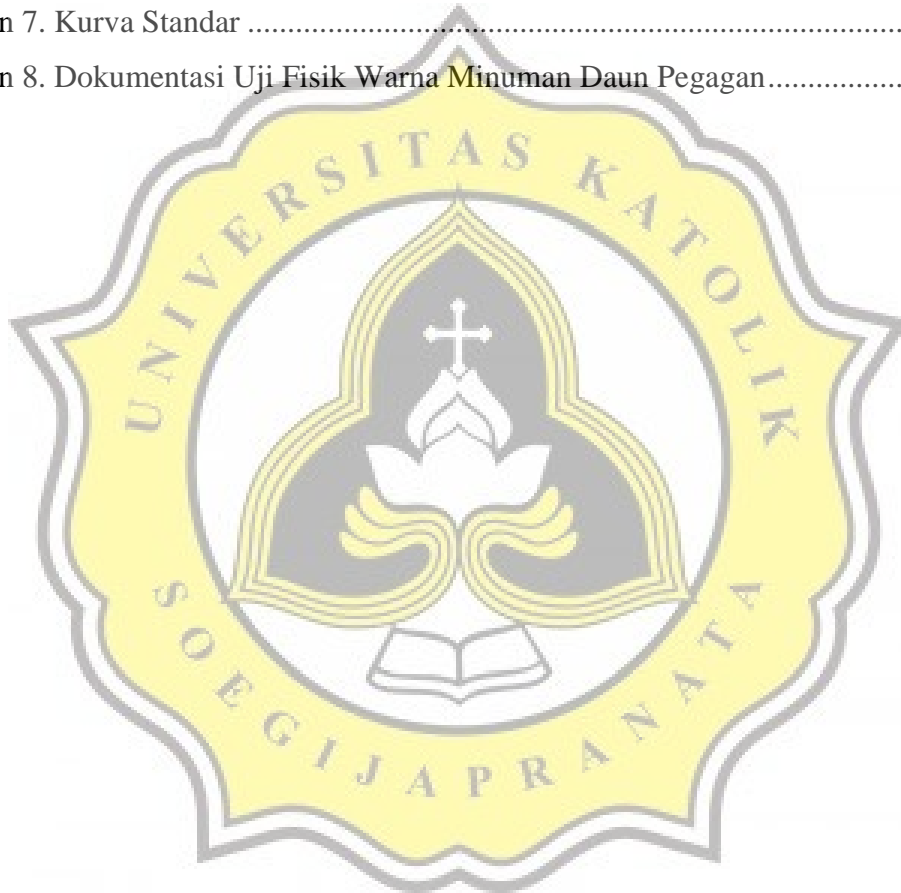 n 7. Kurva Standar ....................................................................................
n 8. Dokumentasi Uji Fisik Warna Minuman Daun Pegagan.................
UNIVERSITAS KATOLIK
SOEGIJAPRANATA